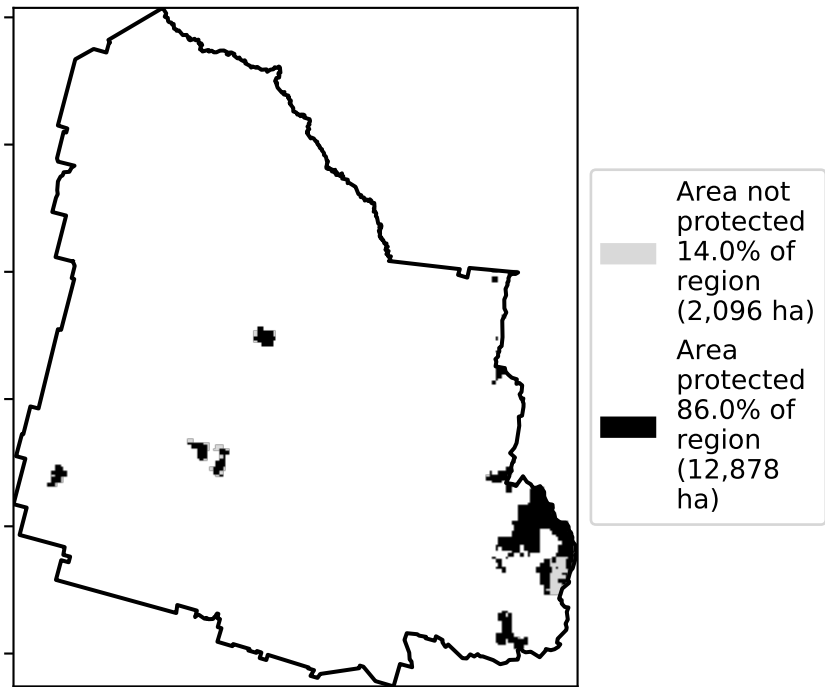 Area not
protected
14.0% of
region
(2,096 ha)
Area
protected
86.0% of
region
(12,878
ha)